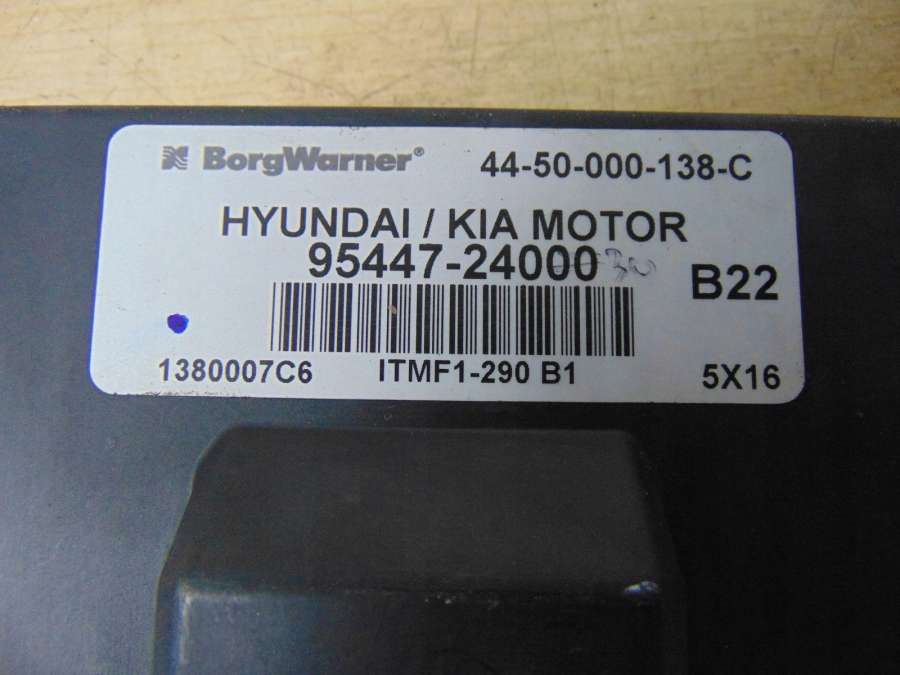 BorgWarner® 44-50-000-138-C
HYUNDAI / KIA MOTOR
95447-24000
B22
1380007C6 ITMF1-290 B1 5X16